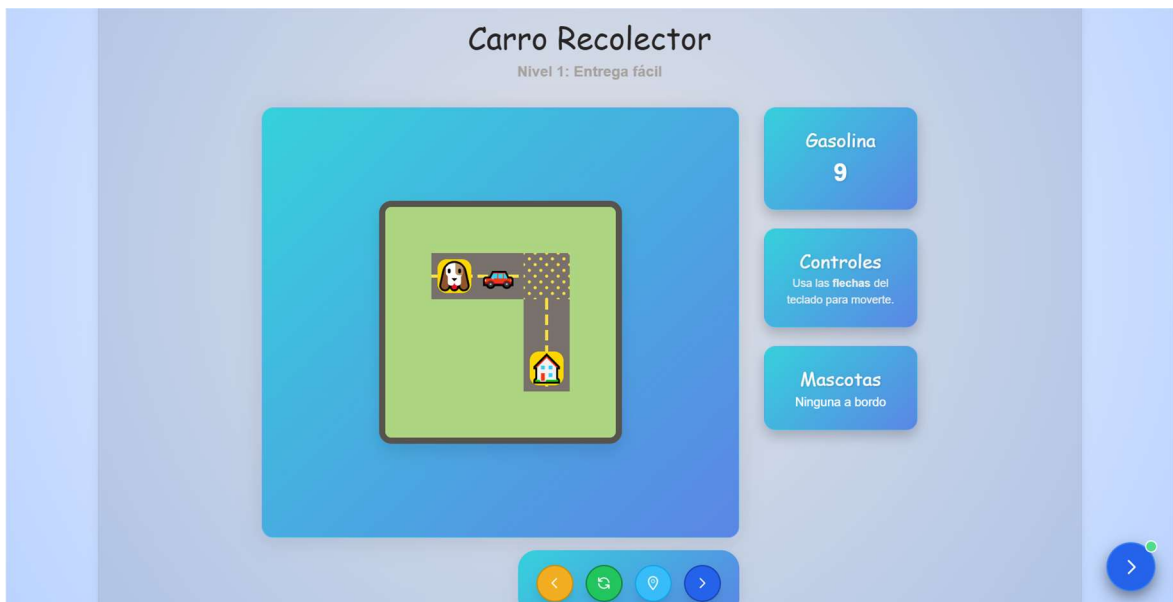 Carro Recolector
Nivel 1: Entrega fácil
Gasolina
9
Controles
Usa las flechas del
teclado para moverte.
Mascotas
Ninguna a bordo